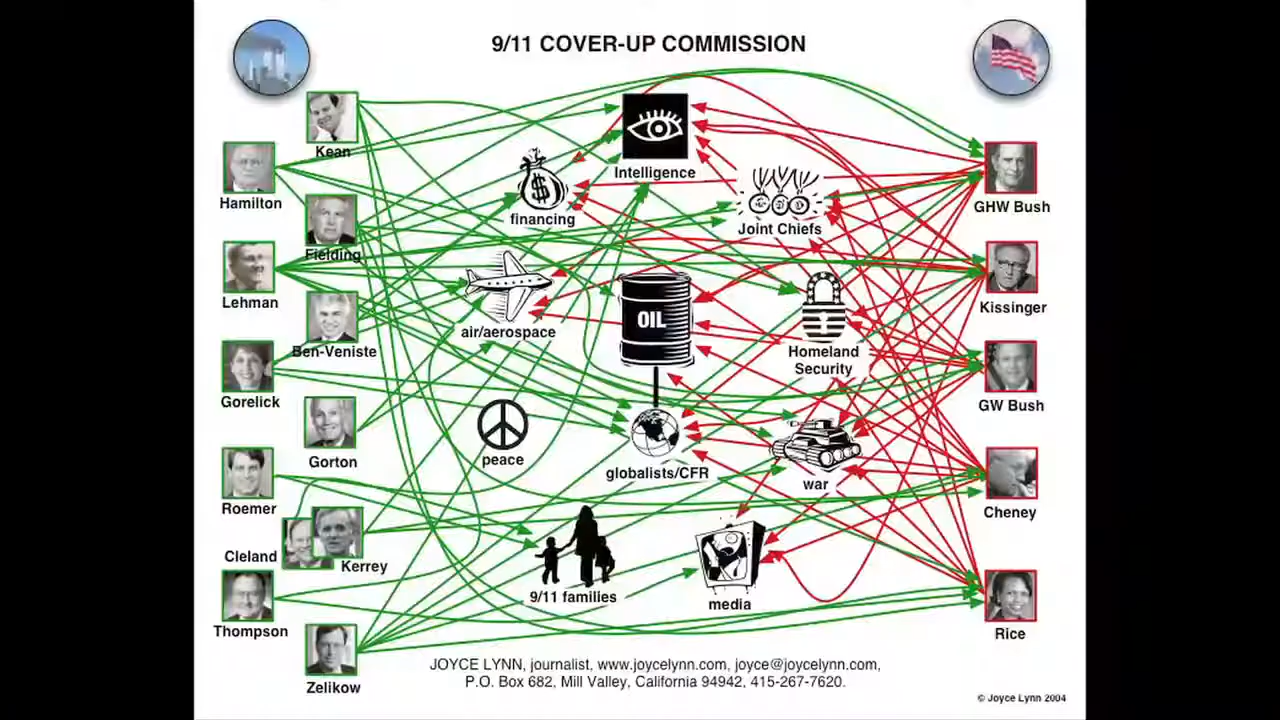 9/11 COVER-UP COMMISSION
Kean
Hamilton
Fielding
Lehman
Ben-Veniste
Gorelick
Gorton
Roemer
Cleland
Kerrey
Thompson
Zelikow
Intelligence
$
financing
Joint Chiefs
air/aerospace
OIL
Homeland
Security
peace
globalists/CFR
war
9/11 families
media
GHW Bush
Kissinger
GW Bush
Cheney
Rice
JOYCE LYNN, journalist, www.joycelynn.com, joyce@joycelynn.com,
P.O. Box 682, Mill Valley, California 94942, 415-267-7620.
© Joyce Lynn 2004